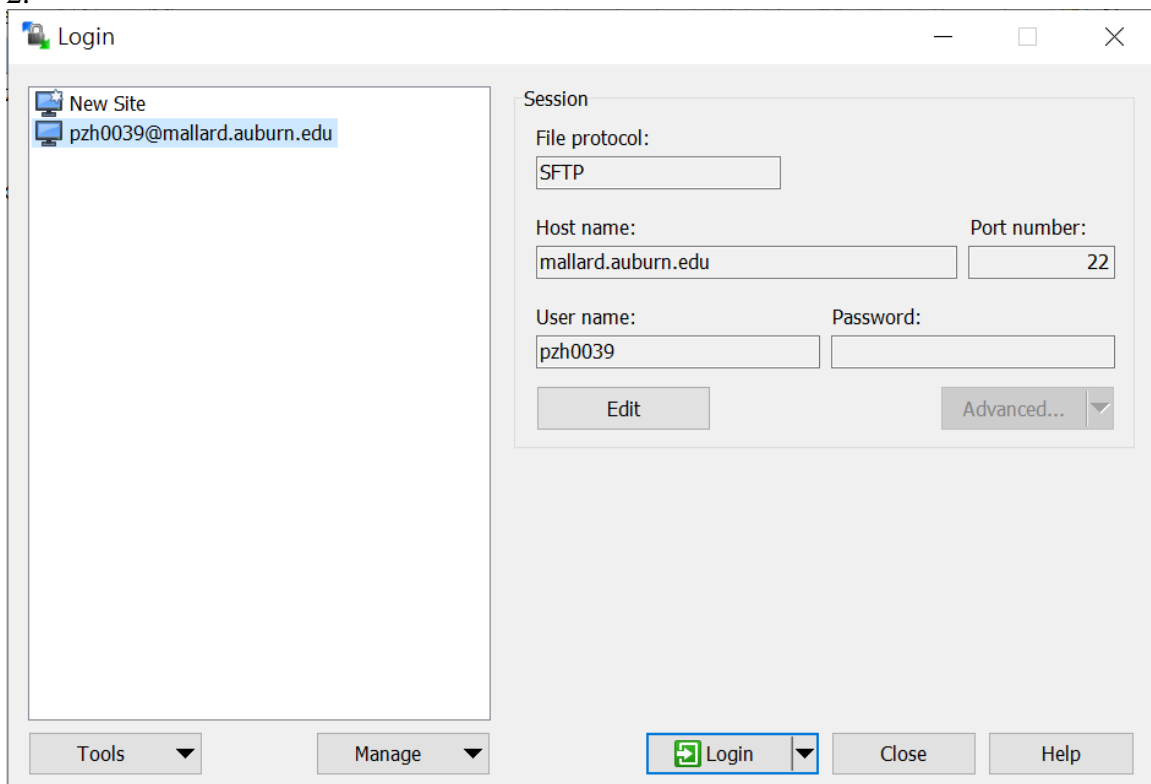 2.
Login
New Site
pzh0039@mallard.auburn.edu
Session
File protocol:
SFTP
Host name:
Port number:
mallard.auburn.edu
22
User name:
Password:
pzh0039
Edit
Advanced...
Tools
Manage
Login
Close
Help